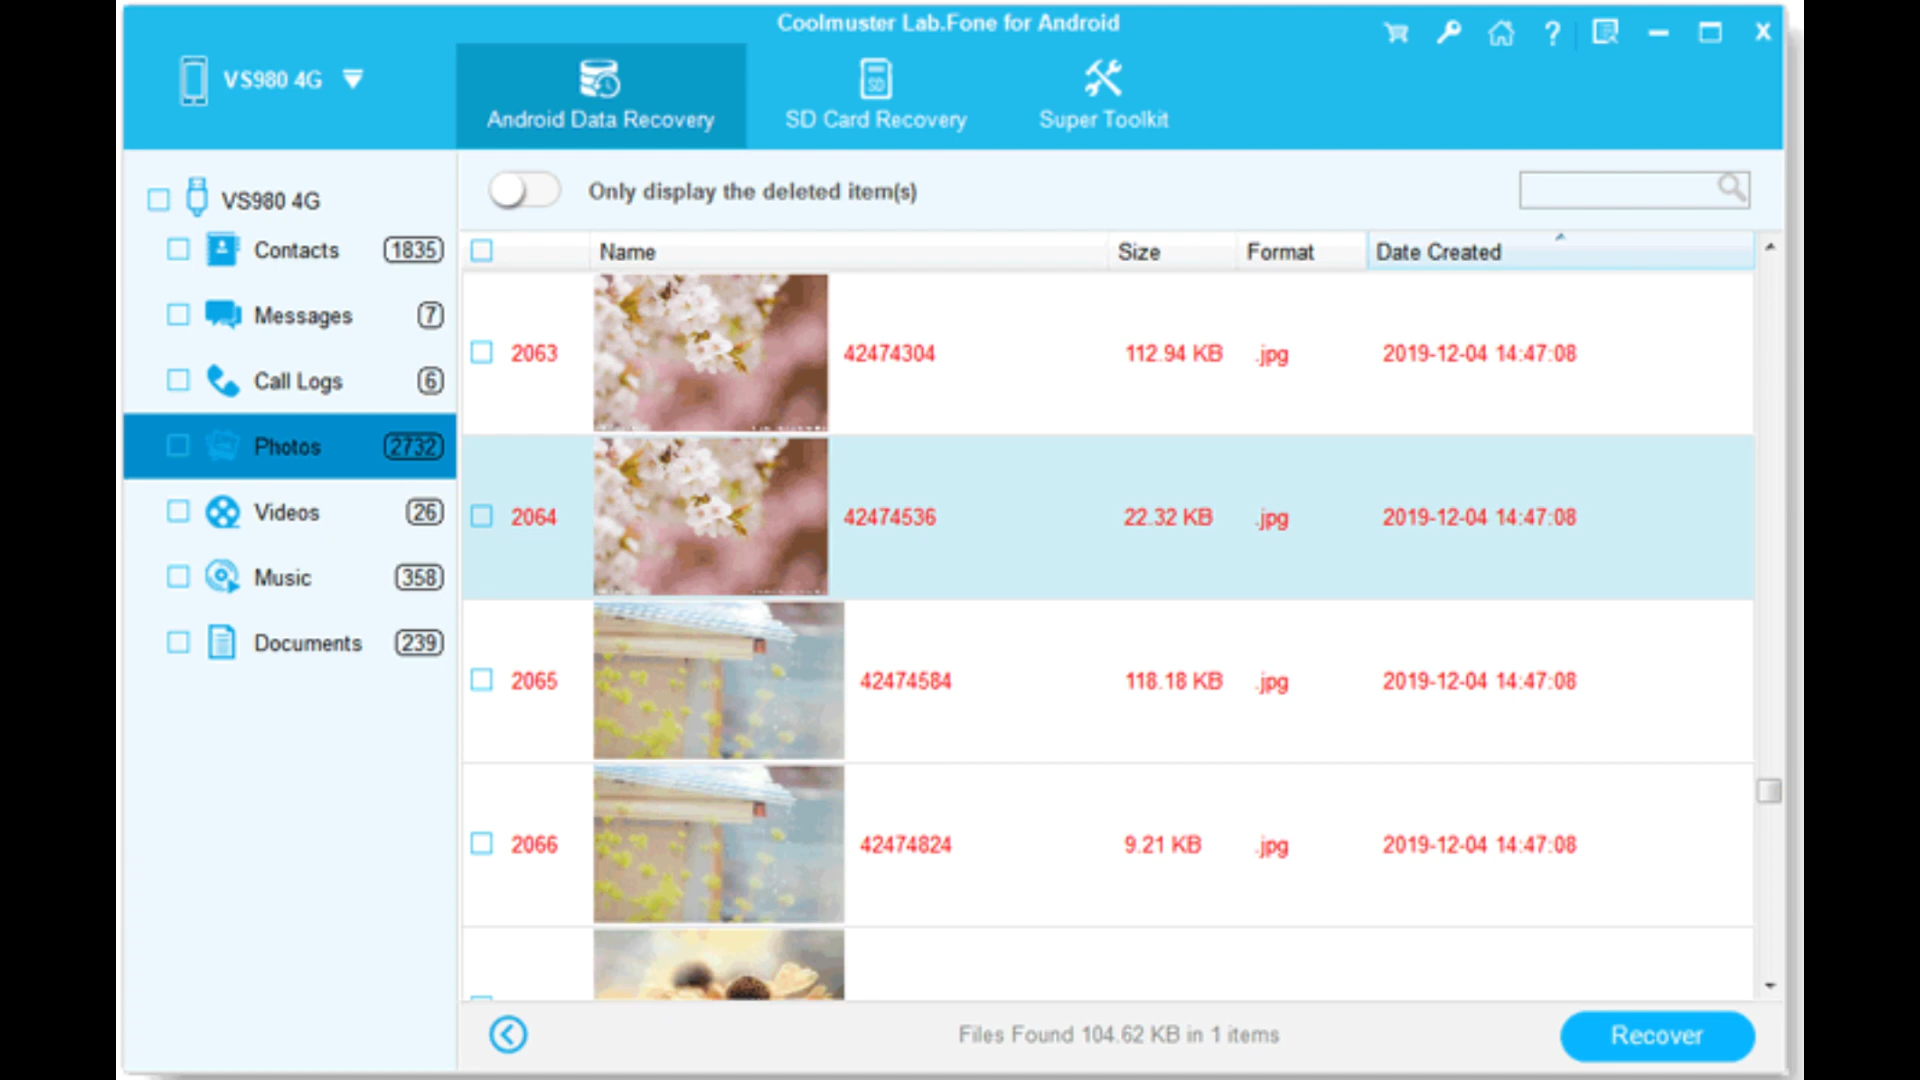 Coolmuster Lab.Fone for Android
VS980 4G
Android Data Recovery
SD
SD Card Recovery
Super Toolkit
?
X
VS980 4G
Contacts 1835
Messages 7
Call Logs 6
Photos 2732
Videos 26
Music 358
Documents 239
Only display the deleted item(s)
Name Size Format Date Created
2063 42474304 112.94 KB .jpg 2019-12-04 14:47:08
2064 42474536 22.32 KB .jpg 2019-12-04 14:47:08
2065 42474584 118.18 KB .jpg 2019-12-04 14:47:08
2066 42474824 9.21 KB .jpg 2019-12-04 14:47:08
Files Found 104.62 KB in 1 items
Recover